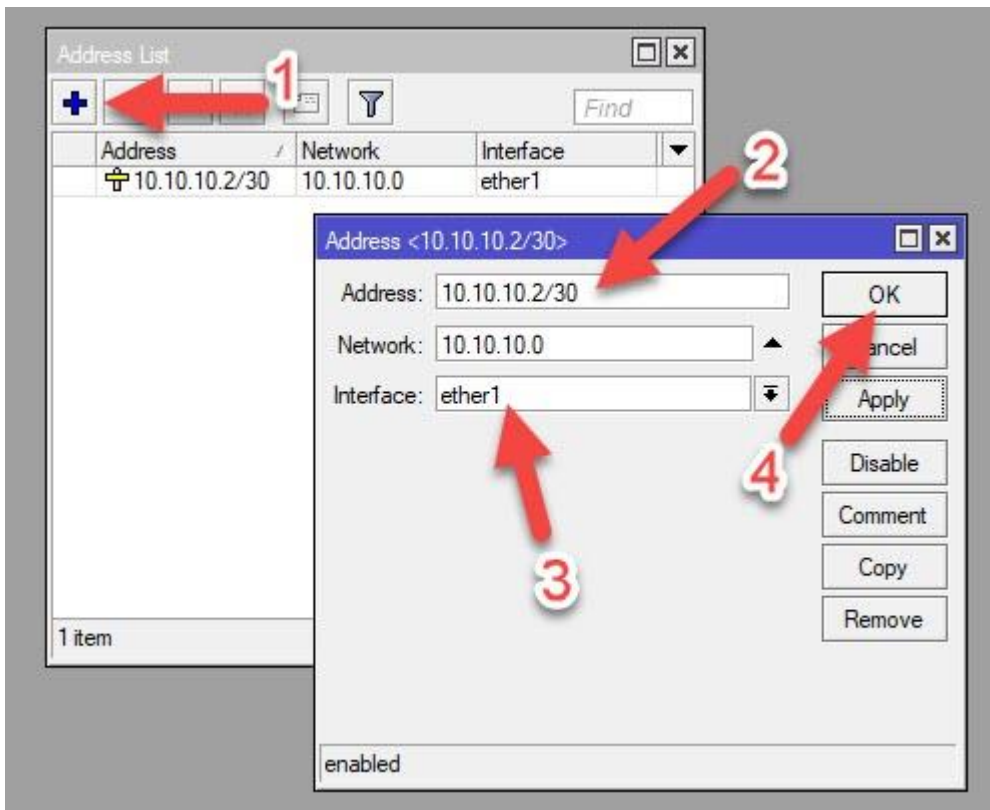 Address List
1
Find
Address Network Interface
10.10.10.2/30 10.10.10.0 ether1
2
Address <10.10.10.2/30>
Address: 10.10.10.2/30 OK
Network: 10.10.10.0 Cancel
Interface: ether1 Apply
4
Disable
Comment
3
Copy
Remove
1 item
enabled